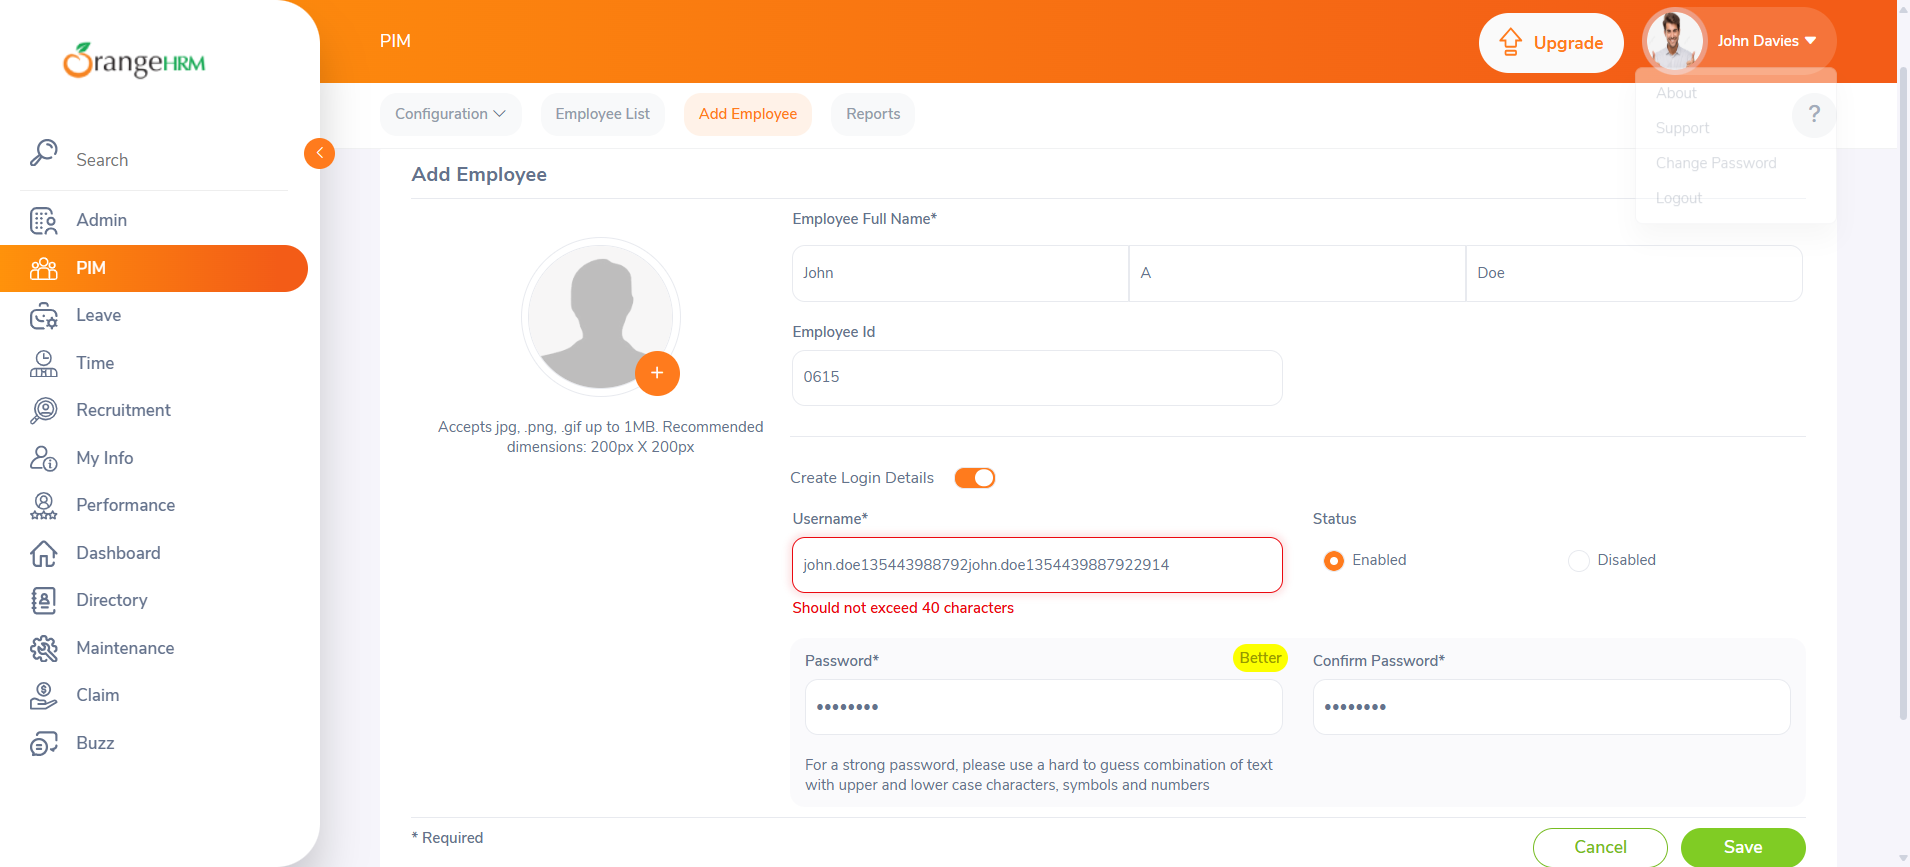 OrangeHRM
PIM
Upgrade
John Davies
About
Support
Change Password
Logout
?
Configuration
Employee List
Add Employee
Reports
Search
Admin
PIM
Leave
Time
Recruitment
My Info
Performance
Dashboard
Directory
Maintenance
Claim
Buzz
Add Employee
Accepts jpg, .png, .gif up to 1MB. Recommended
dimensions: 200px X 200px
Employee Full Name*
John
A
Doe
Employee Id
0615
Create Login Details
Username*
john.doe135443988792john.doe1354439887922914
Should not exceed 40 characters
Status
Enabled
Disabled
Password*
Better
••••••••
Confirm Password*
••••••••
For a strong password, please use a hard to guess combination of text
with upper and lower case characters, symbols and numbers
* Required
Cancel
Save